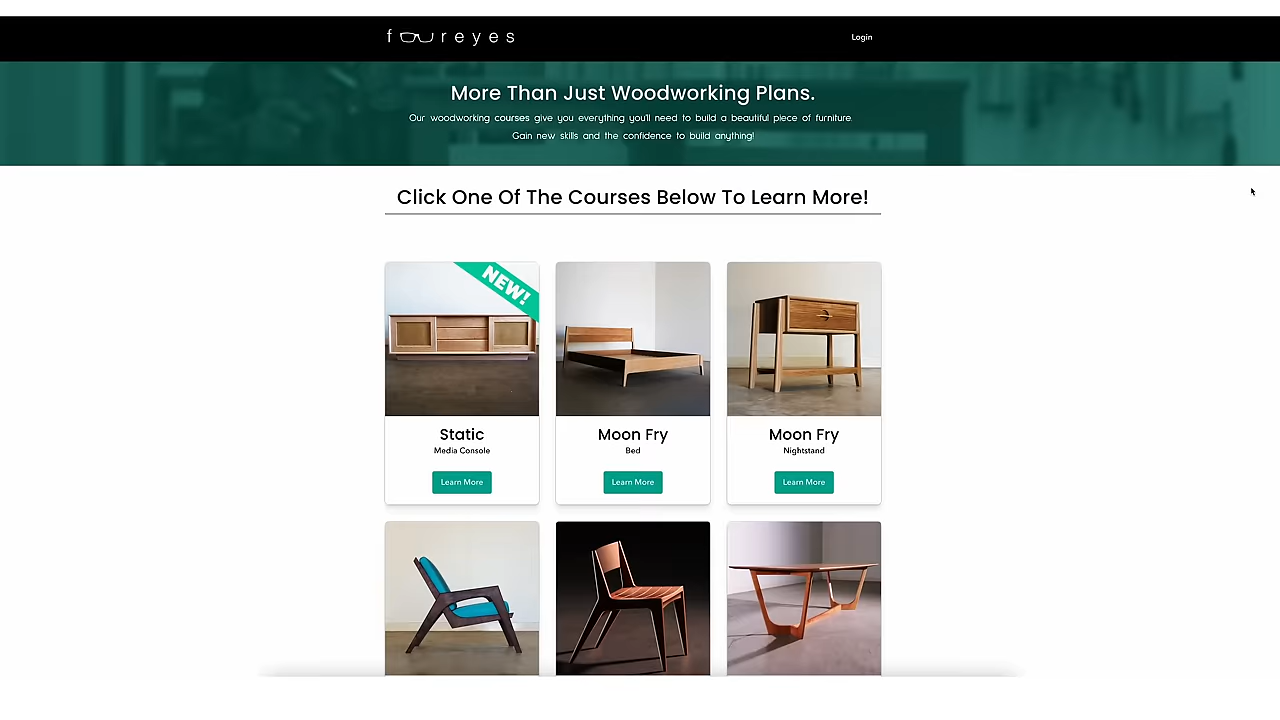 foureyes
Login
More Than Just Woodworking Plans.
Our woodworking courses give you everything you'll need to build a beautiful piece of furniture.
Gain new skills and the confidence to build anything!
Click One Of The Courses Below To Learn More!
NEW!
Static
Media Console
Learn More
Moon Fry
Bed
Learn More
Moon Fry
Nightstand
Learn More